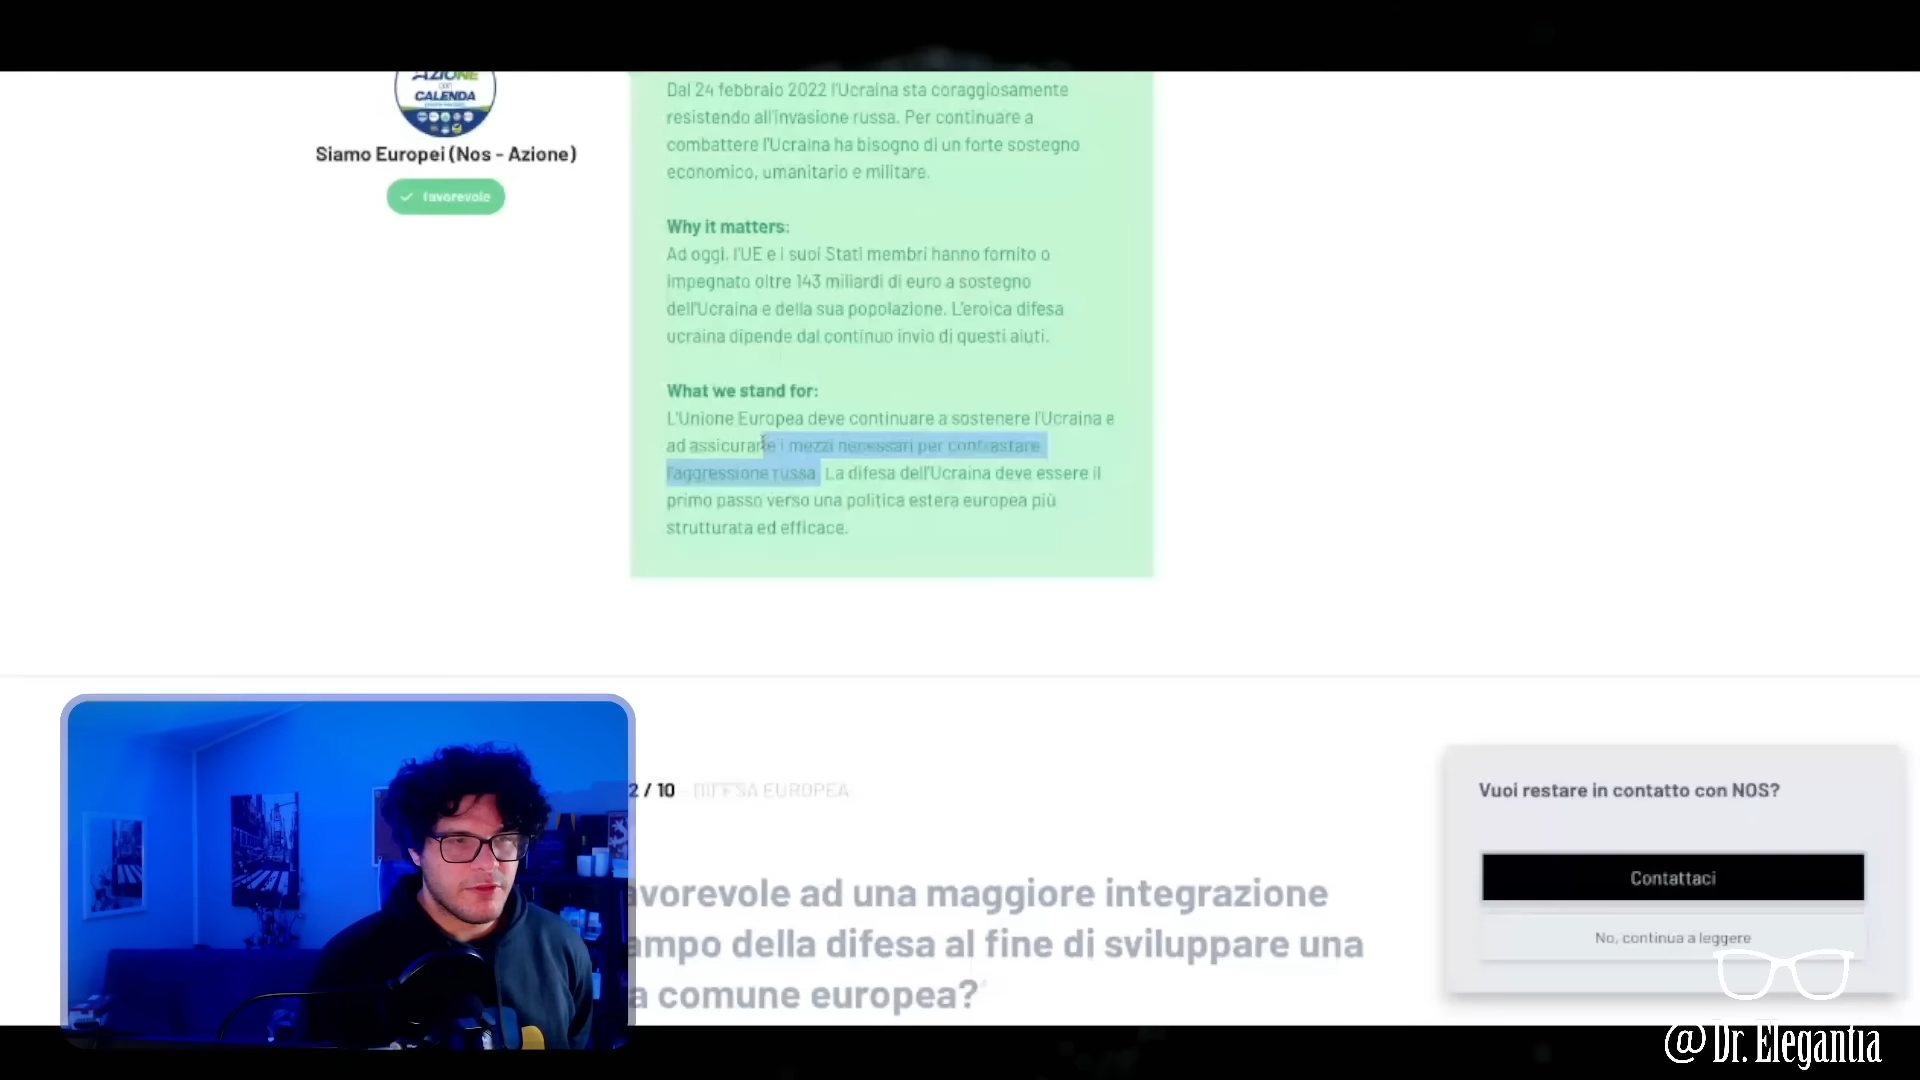 AZIONE
con
CALENDA
Siamo Europei (Nos - Azione)
favorevole
Dal 24 febbraio 2022 l'Ucraina sta coraggiosamente
resistendo all'invasione russa. Per continuare a
combattere l'Ucraina ha bisogno di un forte sostegno
economico, umanitario e militare.
Why it matters:
Ad oggi, l'UE e i suoi Stati membri hanno fornito o
impegnato oltre 143 miliardi di euro a sostegno
dell'Ucraina e della sua popolazione. L'eroica difesa
ucraina dipende dal continuo invio di questi aiuti.
What we stand for:
L'Unione Europea deve continuare a sostenere l'Ucraina e
ad assicurarle i mezzi necessari per contrastare
l'aggressione russa. La difesa dell'Ucraina deve essere il
primo passo verso una politica estera europea più
strutturata ed efficace.
2 / 10 - DIFESA EUROPEA
avorevole ad una maggiore integrazione
ampo della difesa al fine di sviluppare una
a comune europea?
Vuoi restare in contatto con NOS?
Contattaci
No, continua a leggere
@Dr. Elegantia